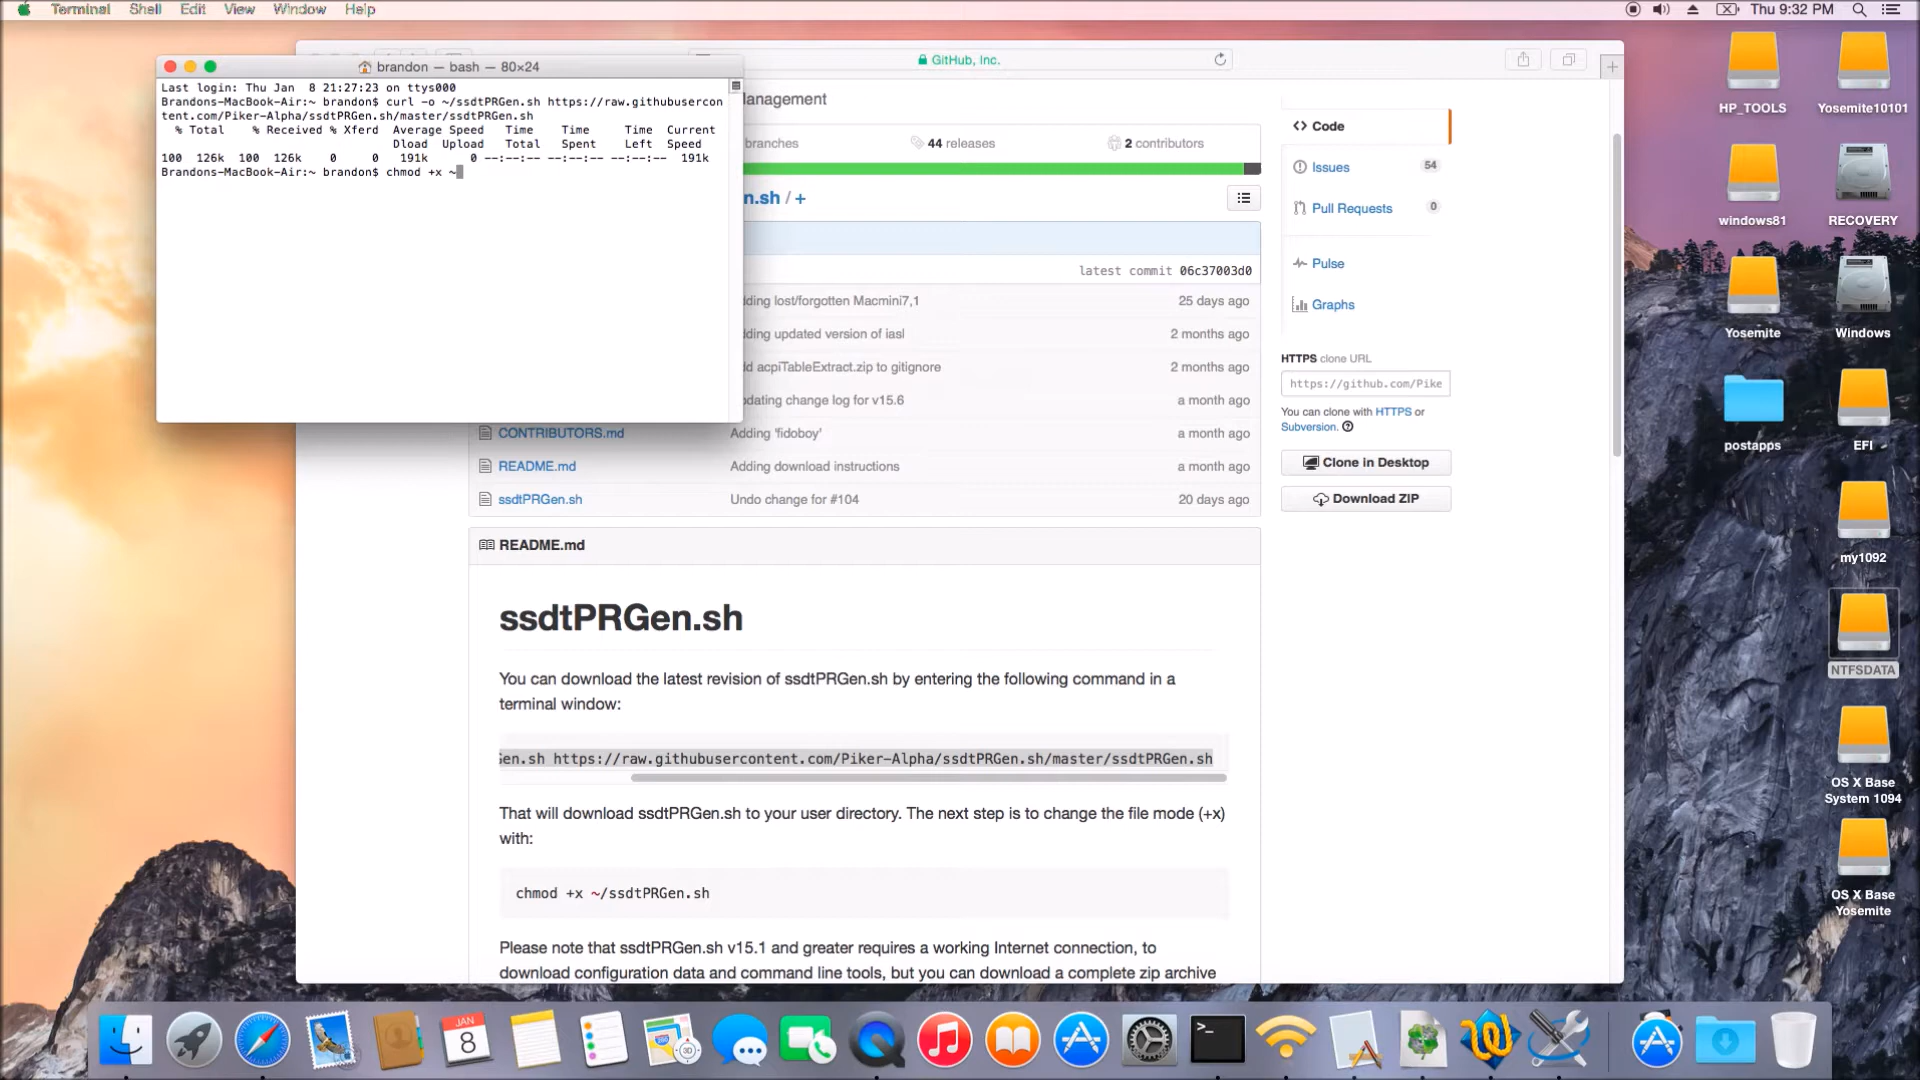 Terminal Shell Edit View Window Help
Thu 9:32 PM
brandon — bash — 80×24
Last login: Thu Jan  8 21:27:23 on ttys000
Brandons-MacBook-Air:~ brandon$ curl -o ~/ssdtPRGen.sh https://raw.githubusercon
tent.com/Piker-Alpha/ssdtPRGen.sh/master/ssdtPRGen.sh
% Total    % Received % Xferd  Average Speed   Time    Time     Time  Current
Dload  Upload   Total   Spent    Left  Speed
100  126k  100  126k    0     0   191k      0 --:--:-- --:--:-- --:--:--  191k
Brandons-MacBook-Air:~ brandon$ chmod +x ~
GitHub, Inc.
anagement
ranches
44 releases
2 contributors
n.sh / +
latest commit 06c37003d0
ding lost/forgotten Macmini7,1 25 days ago
ding updated version of iasl 2 months ago
d acpiTableExtract.zip to gitignore 2 months ago
dating change log for v15.6 a month ago
CONTRIBUTORS.md Adding 'fidoboy' a month ago
README.md Adding download instructions a month ago
ssdtPRGen.sh Undo change for #104 20 days ago
README.md
ssdtPRGen.sh
You can download the latest revision of ssdtPRGen.sh by entering the following command in a
terminal window:
Gen.sh https://raw.githubusercontent.com/Piker-Alpha/ssdtPRGen.sh/master/ssdtPRGen.sh
That will download ssdtPRGen.sh to your user directory. The next step is to change the file mode (+x)
with:
chmod +x ~/ssdtPRGen.sh
Please note that ssdtPRGen.sh v15.1 and greater requires a working Internet connection, to
download configuration data and command line tools, but you can download a complete zip archive
Code
Issues 54
Pull Requests 0
Pulse
Graphs
HTTPS clone URL
https://github.com/Pike
You can clone with HTTPS or
Subversion.
Clone in Desktop
Download ZIP
HP_TOOLS
Yosemite10101
windows81
RECOVERY
Yosemite
Windows
postapps
EFI
my1092
NTFSDATA
OS X Base
System 1094
OS X Base
Yosemite
JAN
8